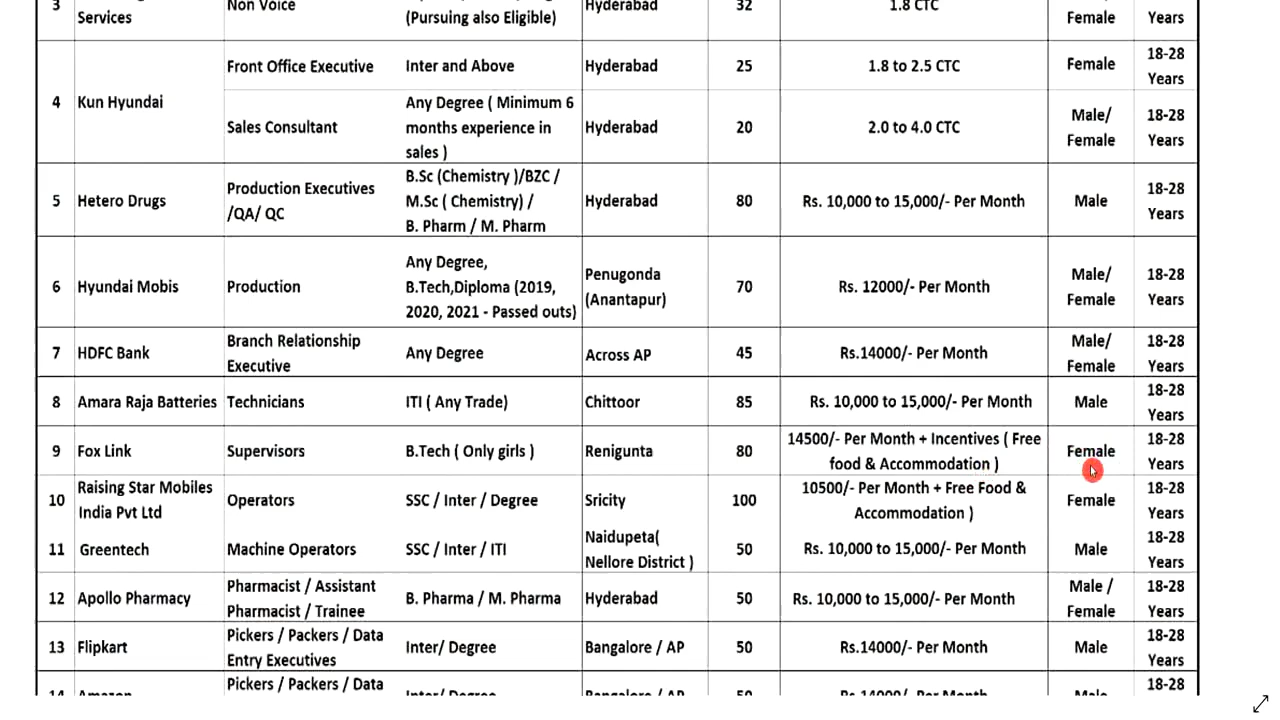 3 Services Non Voice (Pursuing also Eligible) Hyderabad 32 1.8 CTC Female Years
4 Kun Hyundai
Front Office Executive Inter and Above Hyderabad 25 1.8 to 2.5 CTC Female 18-28 Years
Sales Consultant Any Degree ( Minimum 6 months experience in sales ) Hyderabad 20 2.0 to 4.0 CTC Male/ Female 18-28 Years
5 Hetero Drugs Production Executives /QA/ QC B.Sc (Chemistry )/BZC / M.Sc ( Chemistry) / B. Pharm / M. Pharm Hyderabad 80 Rs. 10,000 to 15,000/- Per Month Male 18-28 Years
6 Hyundai Mobis Production Any Degree, B.Tech,Diploma (2019, 2020, 2021 - Passed outs) Penugonda (Anantapur) 70 Rs. 12000/- Per Month Male/ Female 18-28 Years
7 HDFC Bank Branch Relationship Executive Any Degree Across AP 45 Rs.14000/- Per Month Male/ Female 18-28 Years
8 Amara Raja Batteries Technicians ITI ( Any Trade) Chittoor 85 Rs. 10,000 to 15,000/- Per Month Male 18-28 Years
9 Fox Link Supervisors B.Tech ( Only girls ) Renigunta 80 14500/- Per Month + Incentives ( Free food & Accommodation ) Female 18-28 Years
10 Raising Star Mobiles India Pvt Ltd Operators SSC / Inter / Degree Sricity 100 10500/- Per Month + Free Food & Accommodation ) Female 18-28 Years
11 Greentech Machine Operators SSC / Inter / ITI Naidupeta( Nellore District ) 50 Rs. 10,000 to 15,000/- Per Month Male 18-28 Years
12 Apollo Pharmacy Pharmacist / Assistant Pharmacist / Trainee B. Pharma / M. Pharma Hyderabad 50 Rs. 10,000 to 15,000/- Per Month Male / Female 18-28 Years
13 Flipkart Pickers / Packers / Data Entry Executives Inter/ Degree Bangalore / AP 50 Rs.14000/- Per Month Male 18-28 Years
14 Amazon Pickers / Packers / Data Inter/ Degree Bangalore / AP 50 Rs.14000/- Per Month Male 18-28